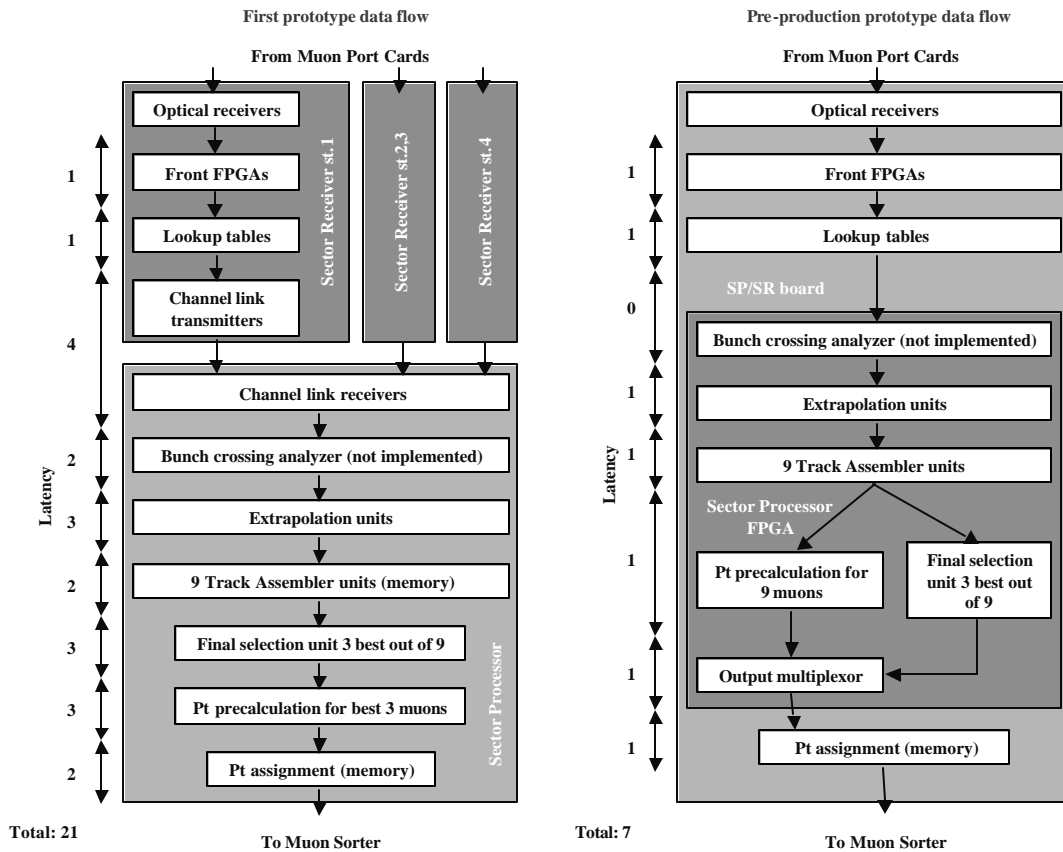 First prototype data flow
From Muon Port Cards
Optical receivers
Front FPGAs
Lookup tables
Channel link
transmitters
Sector Receiver st.1
Sector Receiver st.2,3
Sector Receiver st.4
Channel link receivers
Bunch crossing analyzer (not implemented)
Extrapolation units
9 Track Assembler units (memory)
Final selection unit 3 best out of 9
Pt precalculation for best 3 muons
Pt assignment (memory)
Sector Processor
Latency
1
1
4
2
3
2
3
3
2
Total: 21
To Muon Sorter
Pre-production prototype data flow
From Muon Port Cards
Optical receivers
Front FPGAs
Lookup tables
SP/SR board
Bunch crossing analyzer (not implemented)
Extrapolation units
9 Track Assembler units
Sector Processor
FPGA
Pt precalculation for
9 muons
Final selection
unit 3 best out
of 9
Output multiplexor
Pt assignment (memory)
Latency
1
1
0
1
1
1
1
1
Total: 7
To Muon Sorter